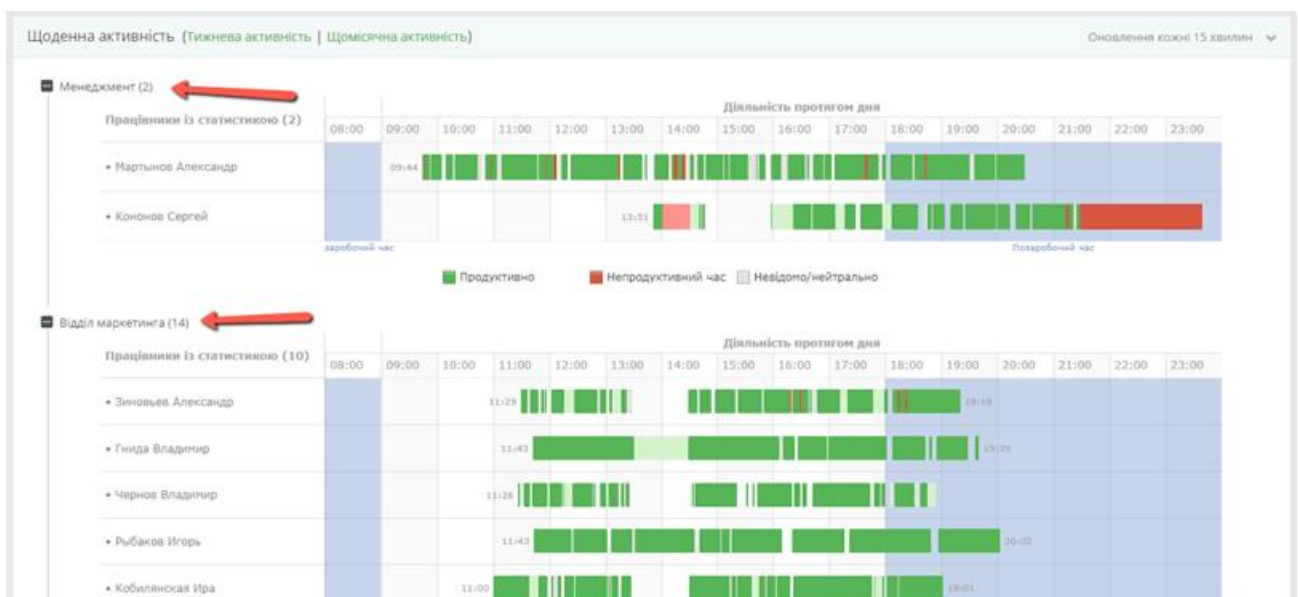 Щоденна активність (Тижнева активність | Щомісячна активність) Оновлення кожні 15 хвилин
Менеджмент (2)
Діяльність протягом дня
Працівники із статистикою (2)
08:00 09:00 10:00 11:00 12:00 13:00 14:00 15:00 16:00 17:00 18:00 19:00 20:00 21:00 22:00 23:00
• Мартынов Александр 09:44
• Кононов Сергей 13:51
заробочий час Позаробочий час
Продуктивно Непродуктивний час Невідомо/нейтрально
Відділ маркетинга (14)
Діяльність протягом дня
Працівники із статистикою (10)
08:00 09:00 10:00 11:00 12:00 13:00 14:00 15:00 16:00 17:00 18:00 19:00 20:00 21:00 22:00 23:00
• Зиновьев Александр 11:29 19:19
• Гнида Владимир 11:43
• Чернов Владимир 11:26
• Рыбаков Игорь 11:43 20:02
• Кобилянская Ира 11:00 19:01